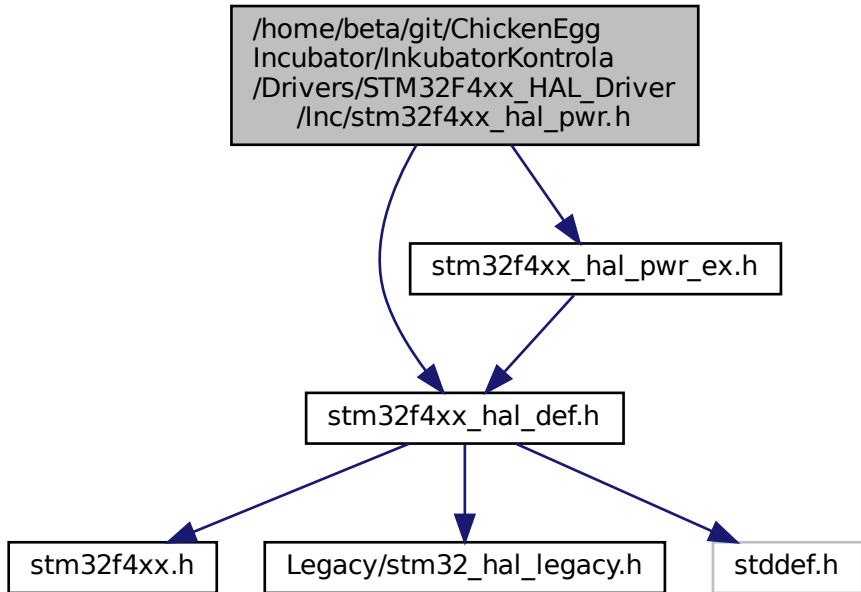 /home/beta/git/ChickenEgg
Incubator/InkubatorKontrola
/Drivers/STM32F4xx_HAL_Driver
/Inc/stm32f4xx_hal_pwr.h
stm32f4xx_hal_pwr_ex.h
stm32f4xx_hal_def.h
stm32f4xx.h
Legacy/stm32_hal_legacy.h
stddef.h